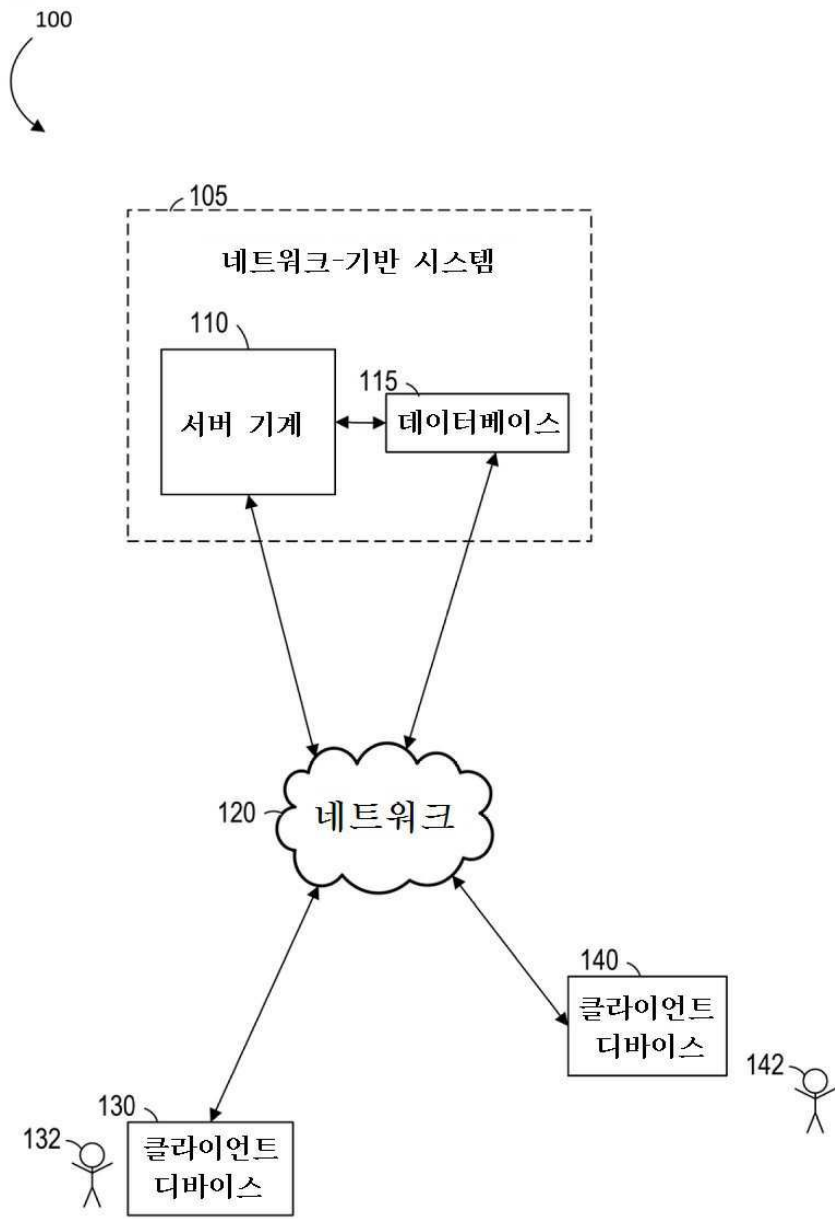 100
105
네트워크-기반 시스템
110
서버 기계
115
데이터베이스
120
네트워크
140
클라이언트
디바이스
142
130
클라이언트
디바이스
132